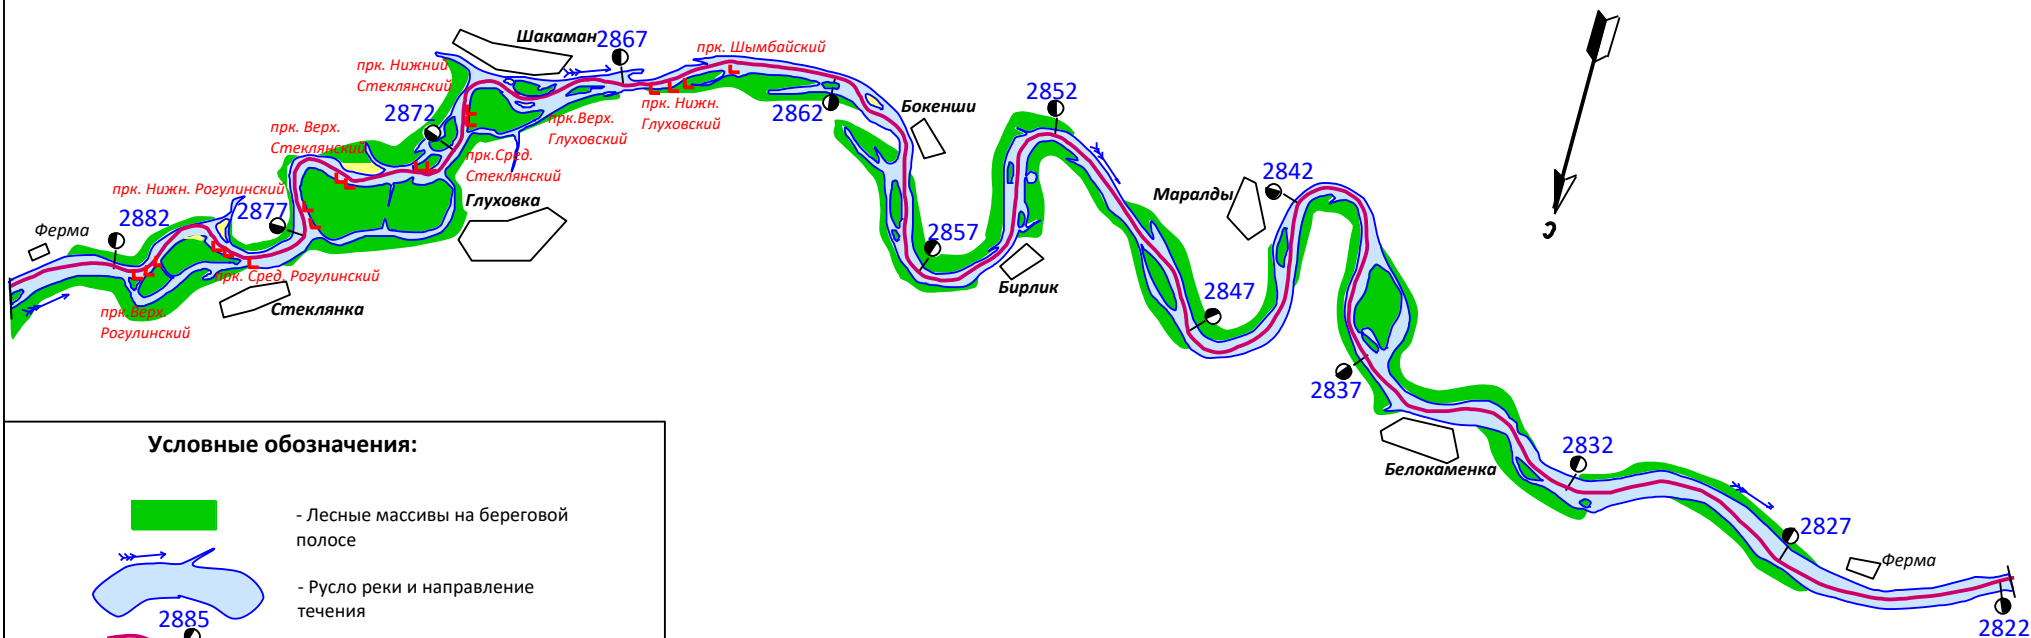 Шакаман
2867
прк. Шымбайский
прк. Нижний
Стеклянский
2872
прк. Верх.
Стеклянский
прк.Верх.
Глуховский
прк. Нижн.
Глуховский
2862
Бокенши
2852
прк.Сред.
Стеклянский
прк. Нижн. Рогулинский
2877
2882
Ферма
Глуховка
прк. Сред. Рогулинский
прк.Верх.
Рогулинский
Стеклянка
2857
Бирлик
Маралды
2842
2847
2837
Белокаменка
2832
2827
Ферма
2822
С
Условные обозначения:
- Лесные массивы на береговой
полосе
- Русло реки и направление
течения
2885